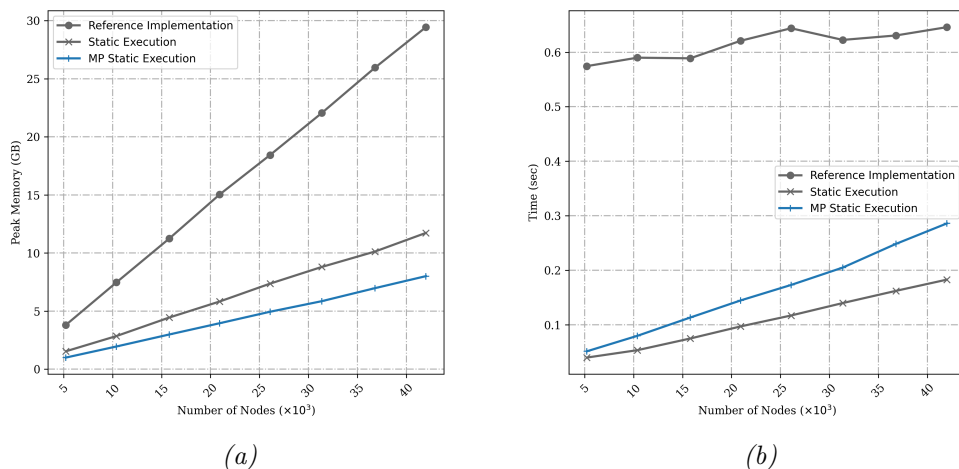 Reference Implementation
Static Execution
MP Static Execution
Peak Memory (GB)
30
25
20
15
10
5
0
5
10
15
20
25
30
35
40
Number of Nodes (×10³)
(a)
Time (sec)
0.6
0.5
0.4
0.3
0.2
0.1
Reference Implementation
Static Execution
MP Static Execution
5
10
15
20
25
30
35
40
Number of Nodes (×10³)
(b)